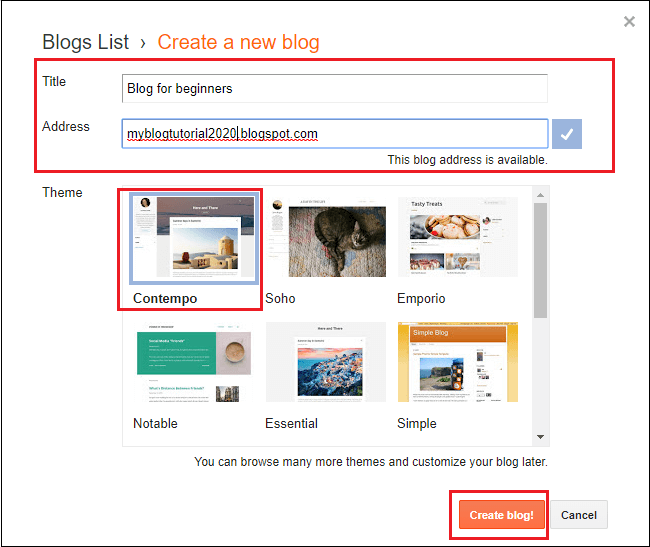 Blogs List › Create a new blog
Title
Blog for beginners
Address
myblogtutorial2020.blogspot.com
This blog address is available.
Theme
Here and There
Tasty Treats
Contempo
Soho
Emporio
Social Media "Friends"
Here and There
Simple Blog
Notable
Essential
Simple
You can browse many more themes and customize your blog later.
Create blog!
Cancel